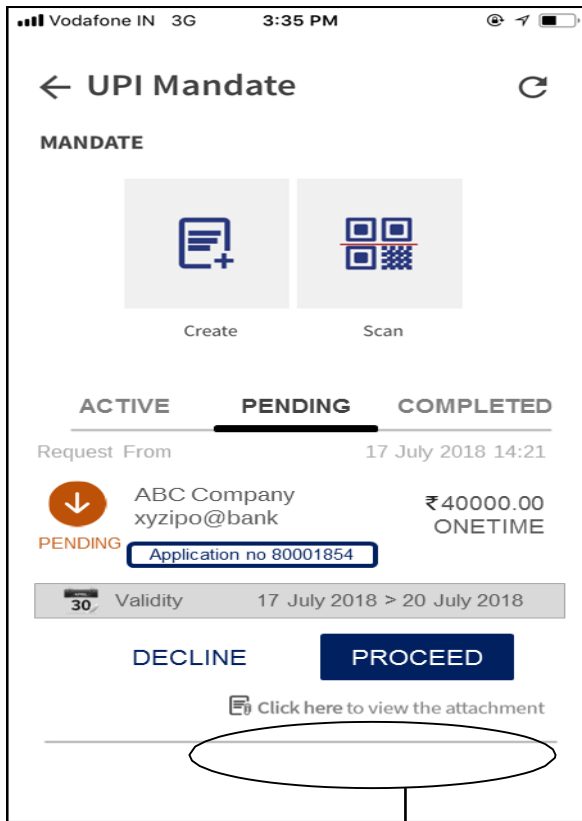 Vodafone IN 3G 3:35 PM
← UPI Mandate
MANDATE
Create Scan
ACTIVE PENDING COMPLETED
Request From 17 July 2018 14:21
ABC Company ₹40000.00
xyzipo@bank ONETIME
PENDING Application no 80001854
30 Validity 17 July 2018 > 20 July 2018
DECLINE PROCEED
Click here to view the attachment